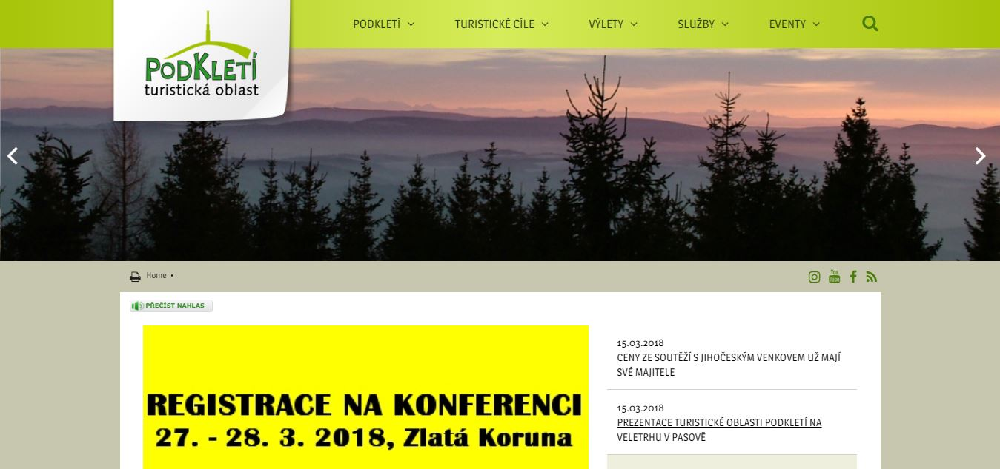 PODKLETÍ
TURISTICKÉ CÍLE
VÝLETY
SLUŽBY
EVENTY
PODKLETÍ
turistická oblast
Home
You
Tube
PŘEČÍST NAHLAS
REGISTRACE NA KONFERENCI
27. - 28. 3. 2018, Zlatá Koruna
15.03.2018
CENY ZE SOUTĚŽÍ S JIHOČESKÝM VENKOVEM UŽ MAJÍ
SVÉ MAJITELE
15.03.2018
PREZENTACE TURISTICKÉ OBLASTI PODKLETÍ NA
VELETRHU V PASOVĚ